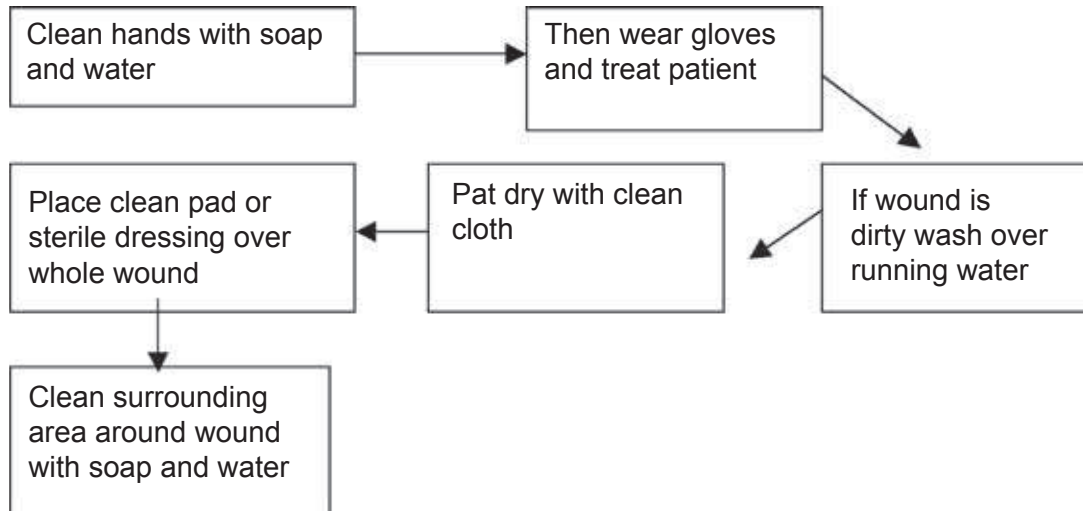 Clean hands with soap
and water
Then wear gloves
and treat patient
If wound is
dirty wash over
running water
Pat dry with clean
cloth
Place clean pad or
sterile dressing over
whole wound
Clean surrounding
area around wound
with soap and water